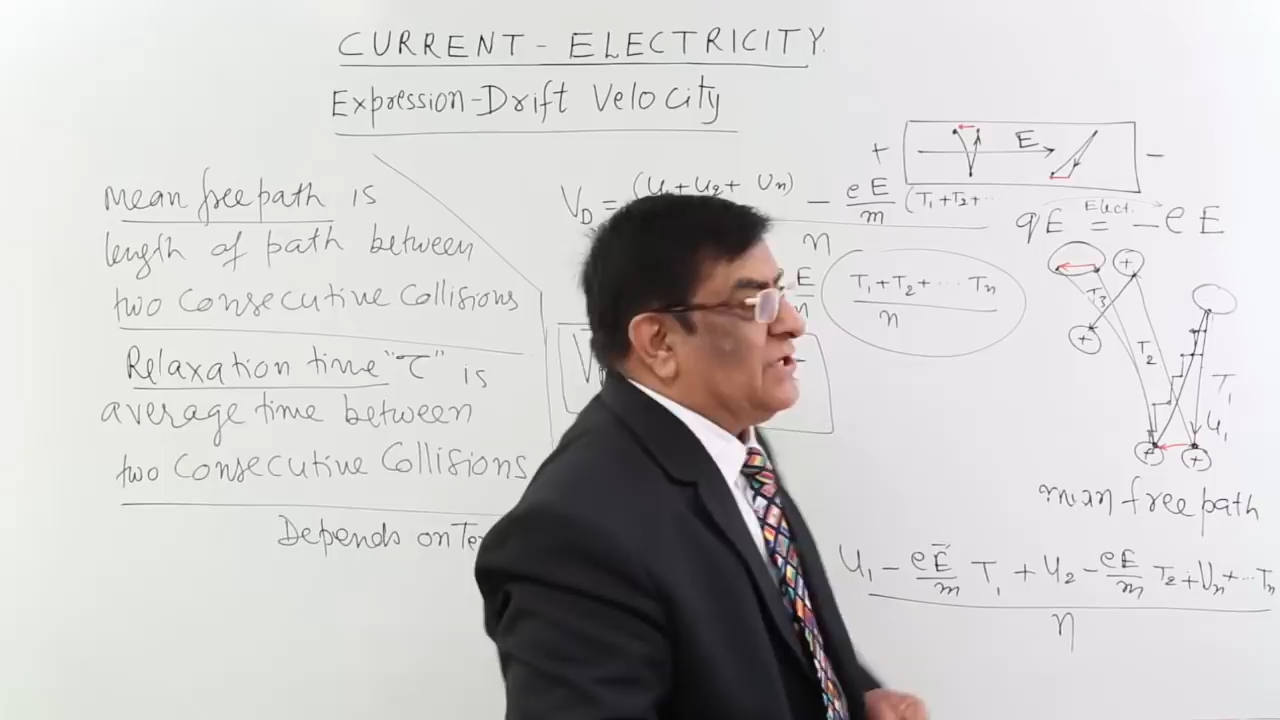 CURRENT - ELECTRICITY
Expression-Drift Velocity
Mean free path is
length of path between
two Consecutive Collisions
Relaxation time "τ" is
average time between
two Consecutive Collisions
Depends on
V_D = (U₁+U₂+ Un) − eE/m (T₁+T₂+...
n
E
T₁+T₂+...Tn
n
V
+ E −
qE Elect. = −eE
+
T₃
+
T₂
T₁
U₁
+ +
mean free path
U₁ − eE⃗/m T₁ + U₂ − eE/m T₂+Un+...Tn
n